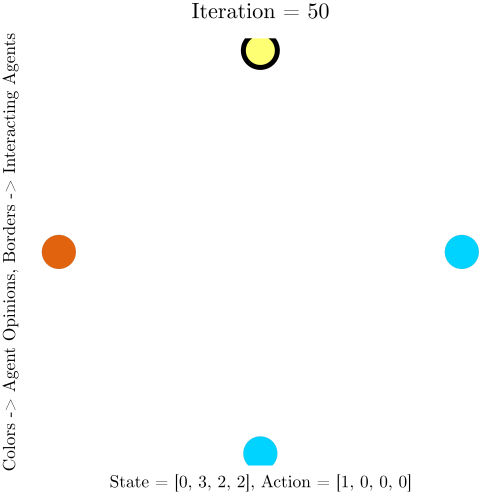 Iteration = 50
Colors -> Agent Opinions, Borders -> Interacting Agents
State = [0, 3, 2, 2], Action = [1, 0, 0, 0]